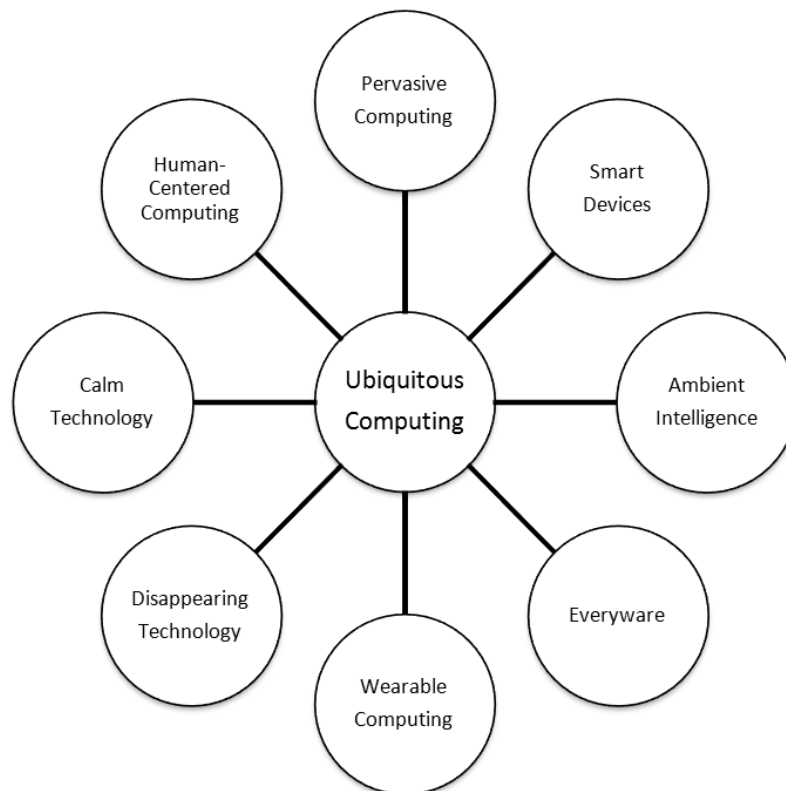 Pervasive
Computing
Human-
Centered
Computing
Smart
Devices
Calm
Technology
Ubiquitous
Computing
Ambient
Intelligence
Disappearing
Technology
Everyware
Wearable
Computing